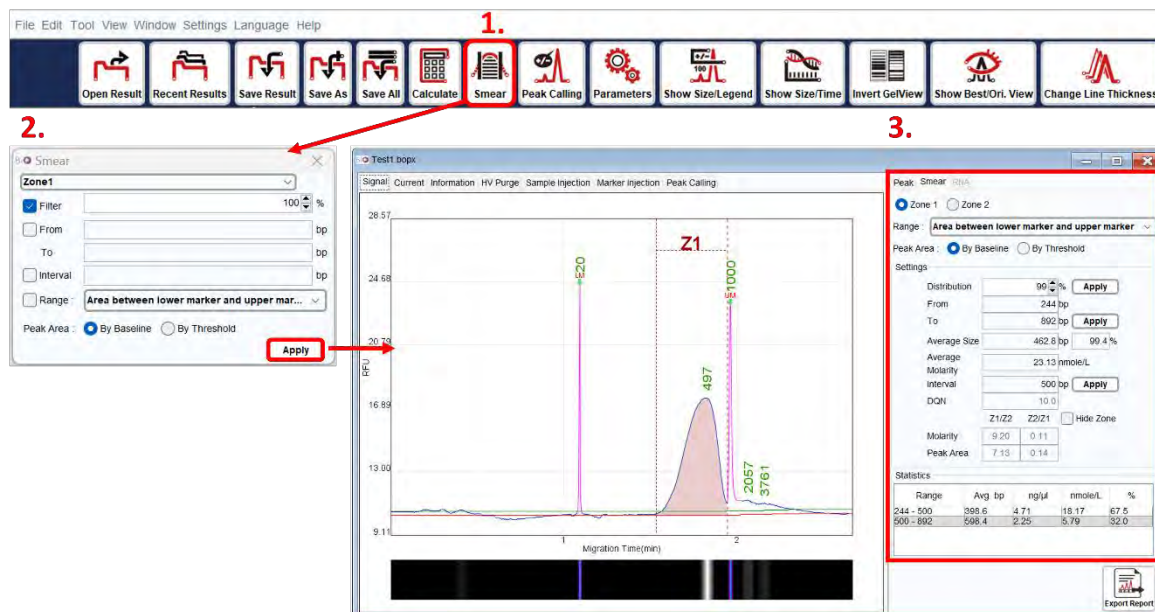 File Edit Tool View Window Settings Language Help
1.
Open Result Recent Results Save Result Save As Save All Calculate Smear Peak Calling Parameters Show Size/Legend Show Size/Time Invert GelView Show Best/Ori. View Change Line Thickness
2.
Smear
Zone1
Filter 100 %
From bp
To bp
Interval bp
Range : Area between lower marker and upper mar...
Peak Area : By Baseline By Threshold
Apply
Test1.bopx
Signal Current Information HV Purge Sample Injection Marker Injection Peak Calling
28.57
24.68
20.79
16.89
13.00
9.11
RFU
20
Z1
497
1000
2057
3761
1 2
Migration Time(min)
3.
Peak Smear RNA
Zone 1 Zone 2
Range : Area between lower marker and upper marker
Peak Area : By Baseline By Threshold
Settings
Distribution 99 % Apply
From 244 bp
To 892 bp Apply
Average Size 462.8 bp 99.4 %
Average Molarity 23.13 nmole/L
Interval 500 bp Apply
DQN 10.0
Z1/Z2 Z2/Z1 Hide Zone
Molarity 9.20 0.11
Peak Area 7.13 0.14
Statistics
Range Avg. bp ng/µl nmole/L %
244 - 500 398.6 4.71 18.17 67.5
500 - 892 598.4 2.25 5.79 32.0
Export Report